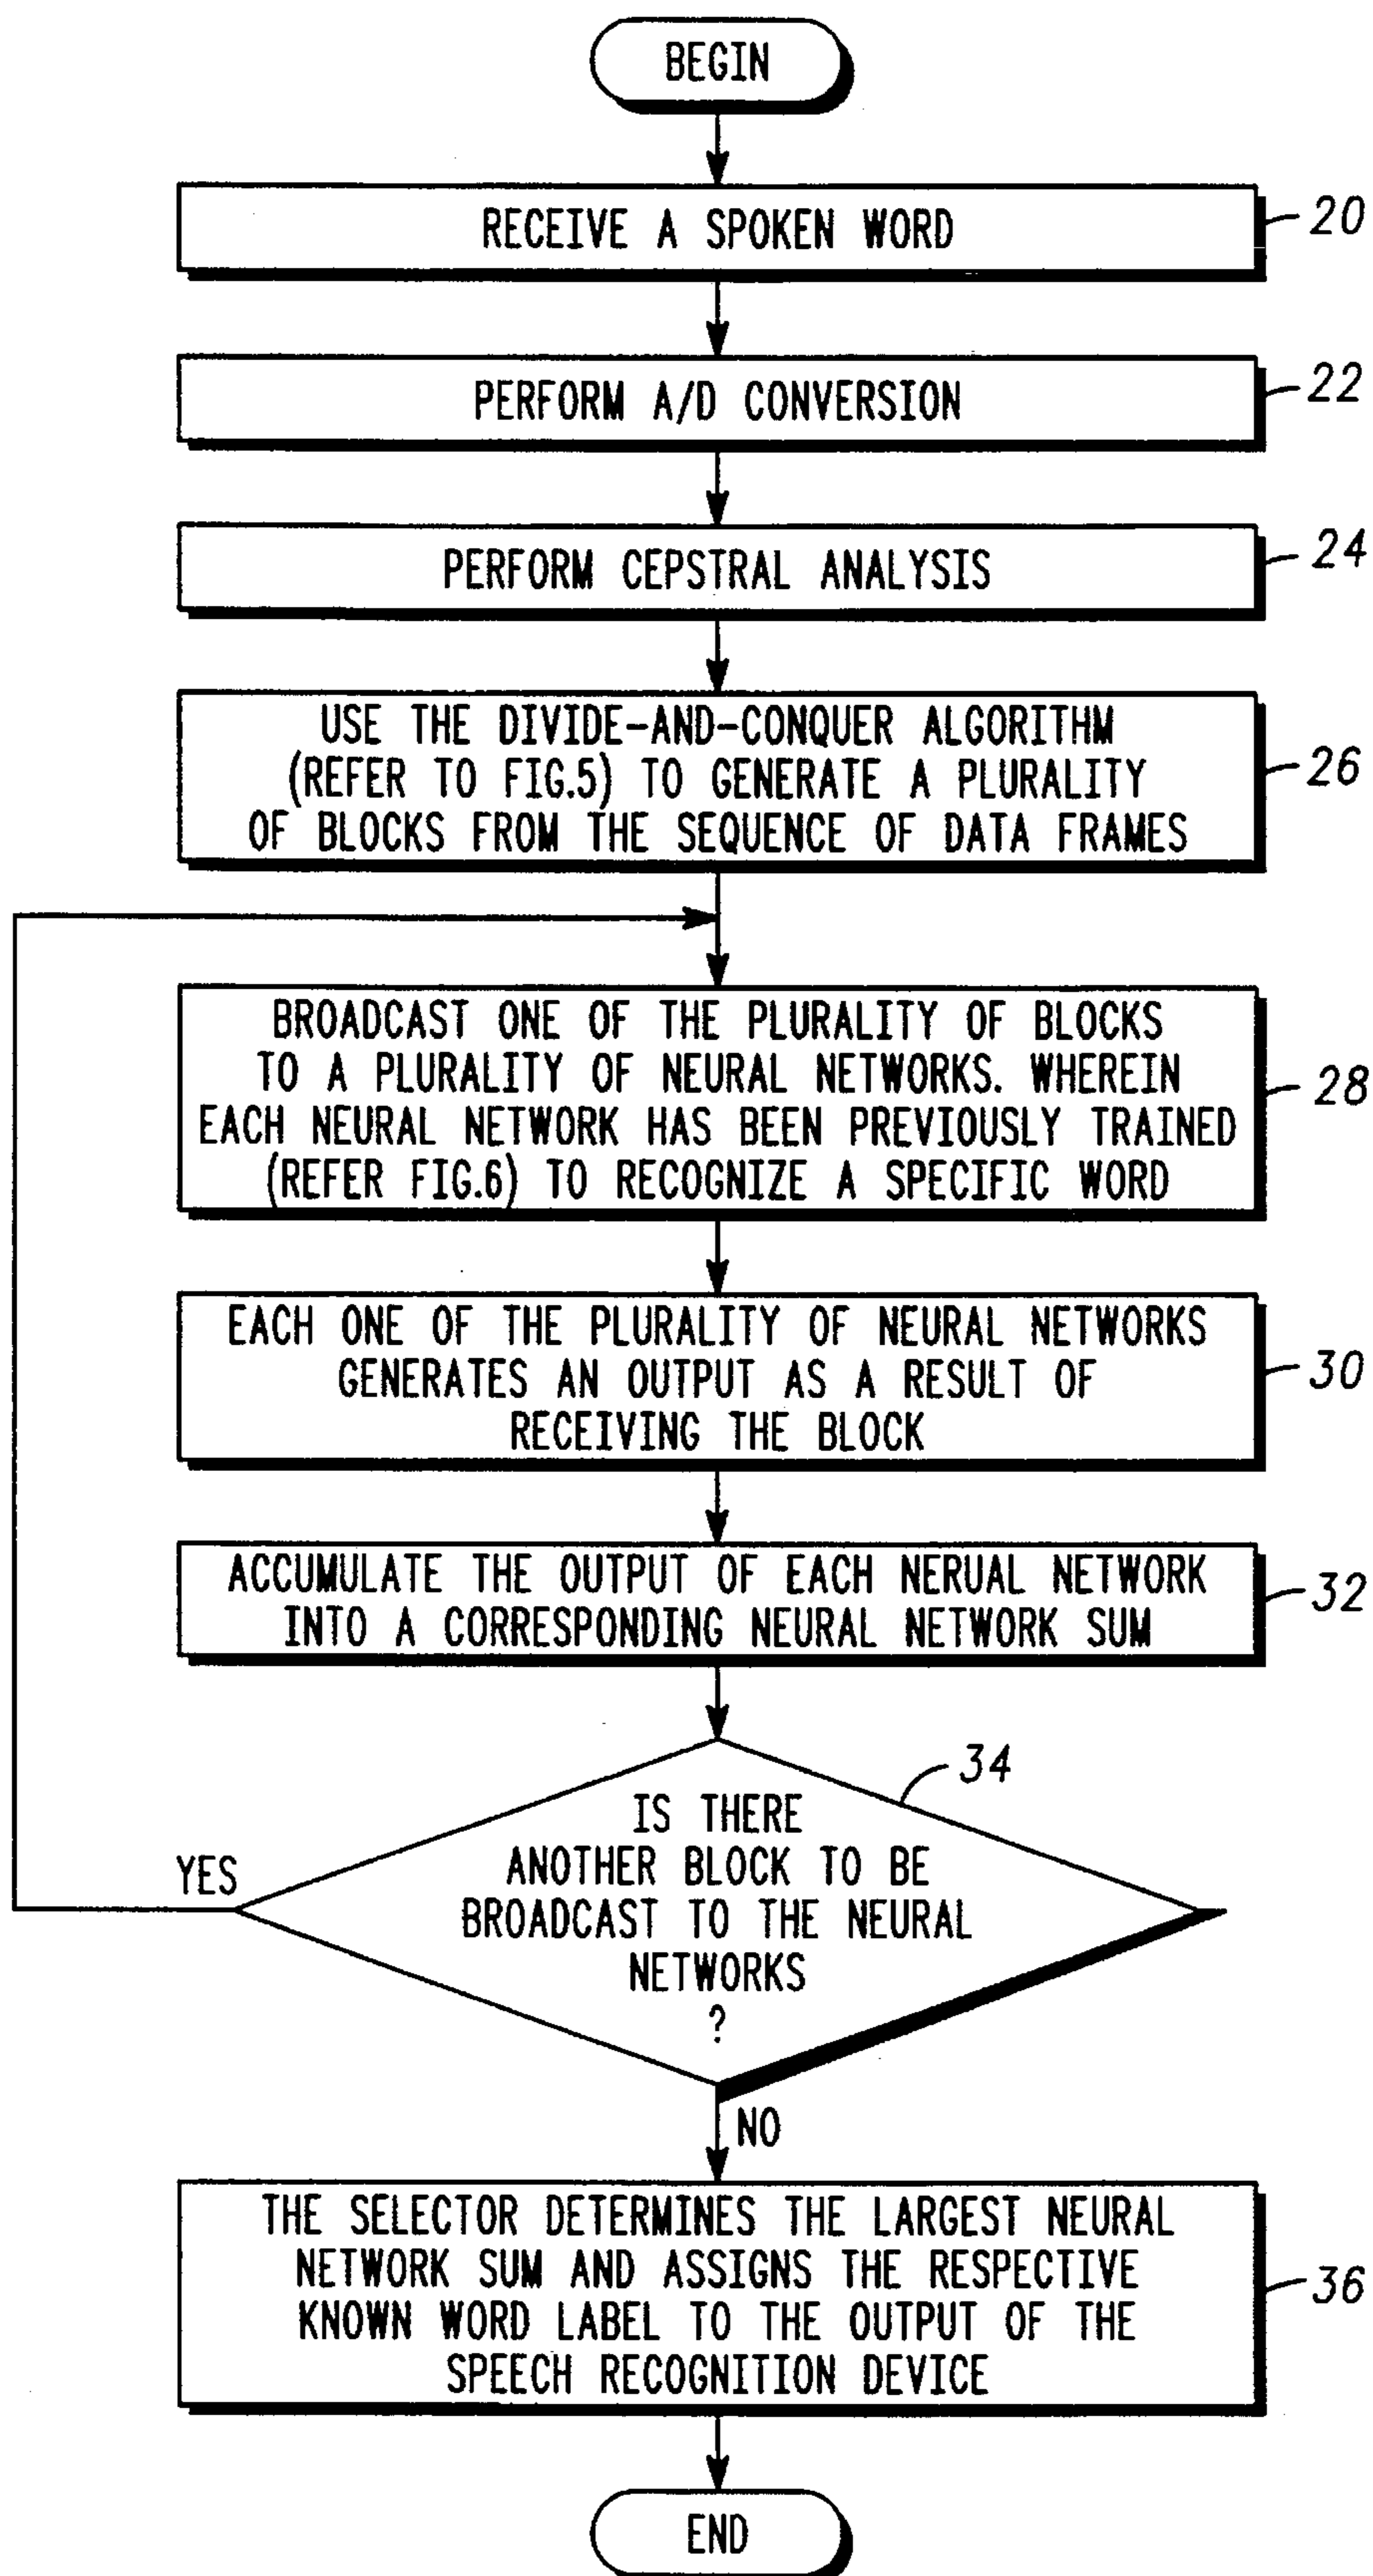 BEGIN
RECEIVE A SPOKEN WORD
20
PERFORM A/D CONVERSION
22
PERFORM CEPSTRAL ANALYSIS
24
USE THE DIVIDE-AND-CONQUER ALGORITHM
(REFER TO FIG.5) TO GENERATE A PLURALITY
OF BLOCKS FROM THE SEQUENCE OF DATA FRAMES
26
BROADCAST ONE OF THE PLURALITY OF BLOCKS
TO A PLURALITY OF NEURAL NETWORKS. WHEREIN
EACH NEURAL NETWORK HAS BEEN PREVIOUSLY TRAINED
(REFER FIG.6) TO RECOGNIZE A SPECIFIC WORD
28
EACH ONE OF THE PLURALITY OF NEURAL NETWORKS
GENERATES AN OUTPUT AS A RESULT OF
RECEIVING THE BLOCK
30
ACCUMULATE THE OUTPUT OF EACH NERUAL NETWORK
INTO A CORRESPONDING NEURAL NETWORK SUM
32
34
IS THERE
ANOTHER BLOCK TO BE
BROADCAST TO THE NEURAL
NETWORKS
?
YES
NO
THE SELECTOR DETERMINES THE LARGEST NEURAL
NETWORK SUM AND ASSIGNS THE RESPECTIVE
KNOWN WORD LABEL TO THE OUTPUT OF THE
SPEECH RECOGNITION DEVICE
36
END